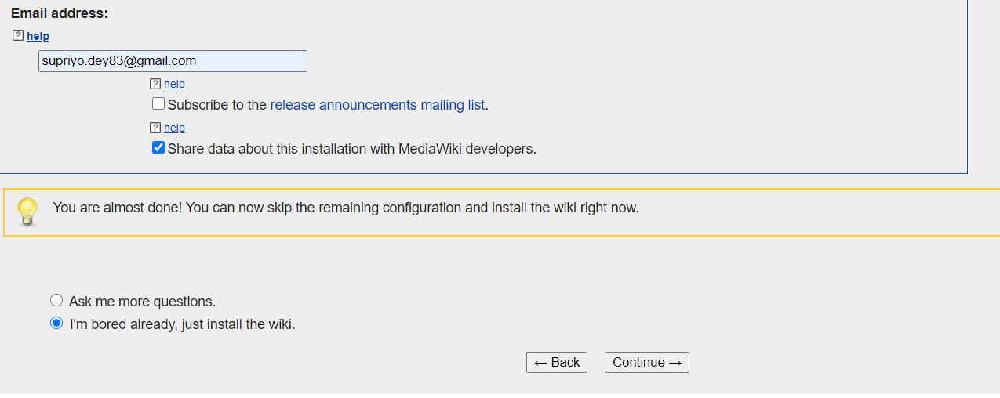 Email address:
help
supriyo.dey83@gmail.com
help
Subscribe to the release announcements mailing list.
help
Share data about this installation with MediaWiki developers.
You are almost done! You can now skip the remaining configuration and install the wiki right now.
Ask me more questions.
I'm bored already, just install the wiki.
← Back Continue →